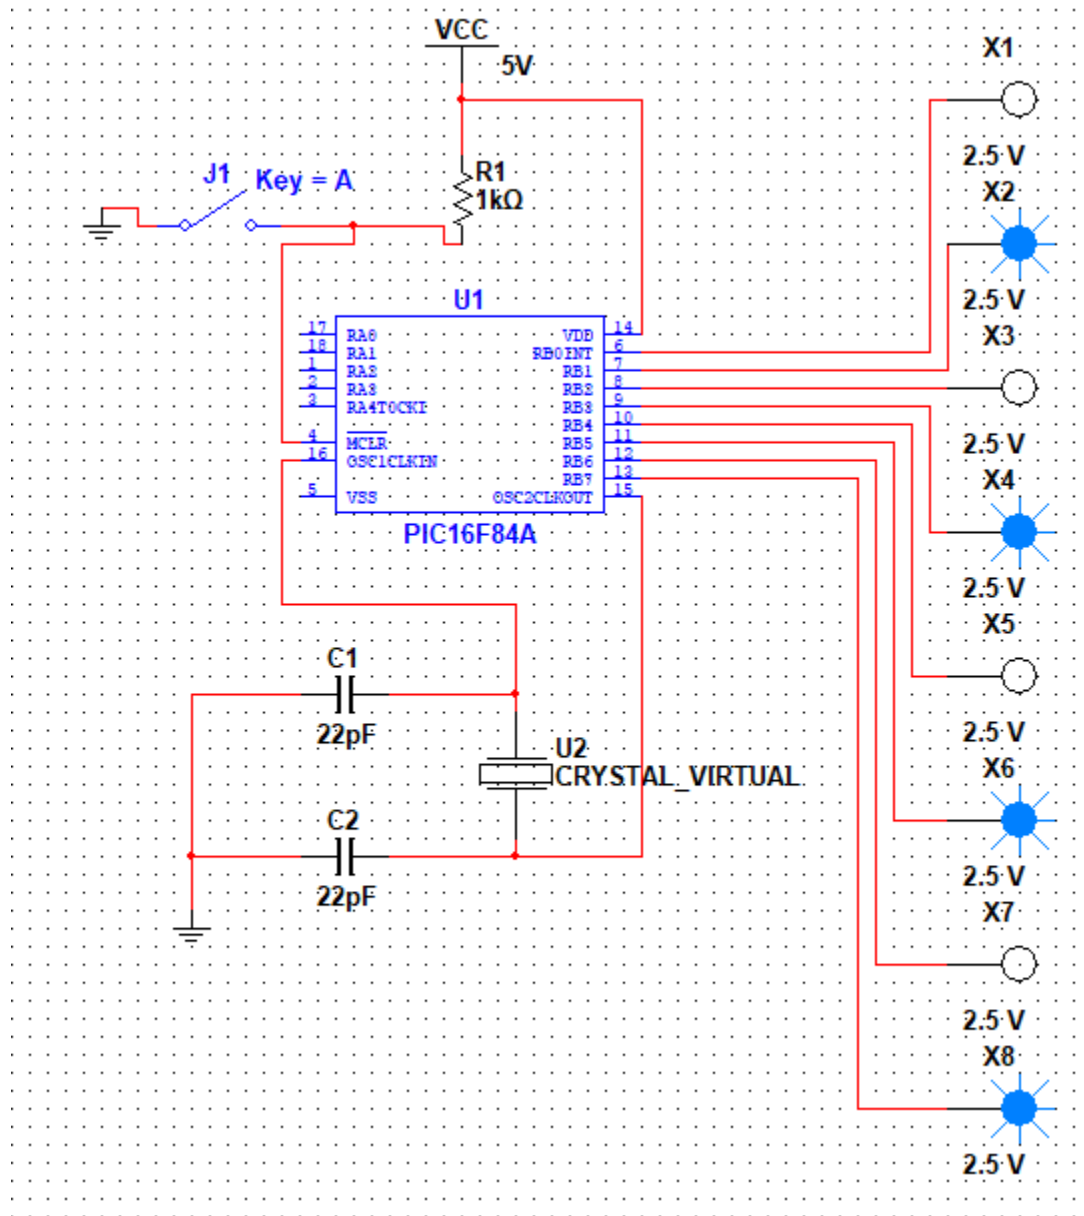 VCC
5V
X1
J1 Key = A
R1
1kΩ
2.5 V
X2
U1
2.5 V
X3
17 RA0 VDD 14
18 RA1 RB0INT 6
1 RA2 RB1 7
2 RA3 RB2 8
3 RA4T0CKI RB3 9
RB4 10
4 MCLR RB5 11
16 OSC1CLKIN RB6 12
RB7 13
5 VSS OSC2CLKOUT 15
PIC16F84A
2.5 V
X4
2.5 V
X5
C1
22pF
2.5 V
X6
U2
CRYSTAL_VIRTUAL
C2
22pF
2.5 V
X7
2.5 V
X8
2.5 V